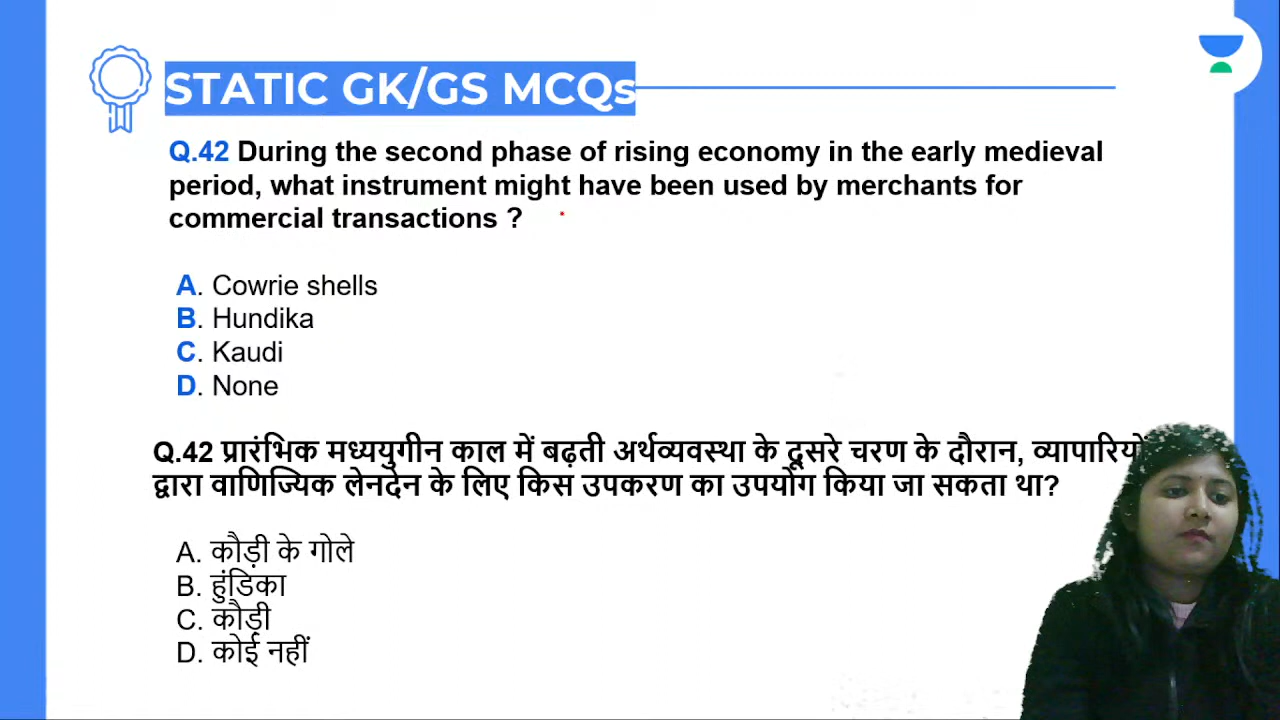 STATIC GK/GS MCQs
Q.42 During the second phase of rising economy in the early medieval
period, what instrument might have been used by merchants for
commercial transactions ?
A. Cowrie shells
B. Hundika
C. Kaudi
D. None
Q.42 प्रारंभिक मध्ययुगीन काल में बढ़ती अर्थव्यवस्था के दूसरे चरण के दौरान, व्यापारियों
द्वारा वाणिज्यिक लेनदेन के लिए किस उपकरण का उपयोग किया जा सकता था?
A. कौड़ी के गोले
B. हुंडिका
C. कौड़ी
D. कोई नहीं